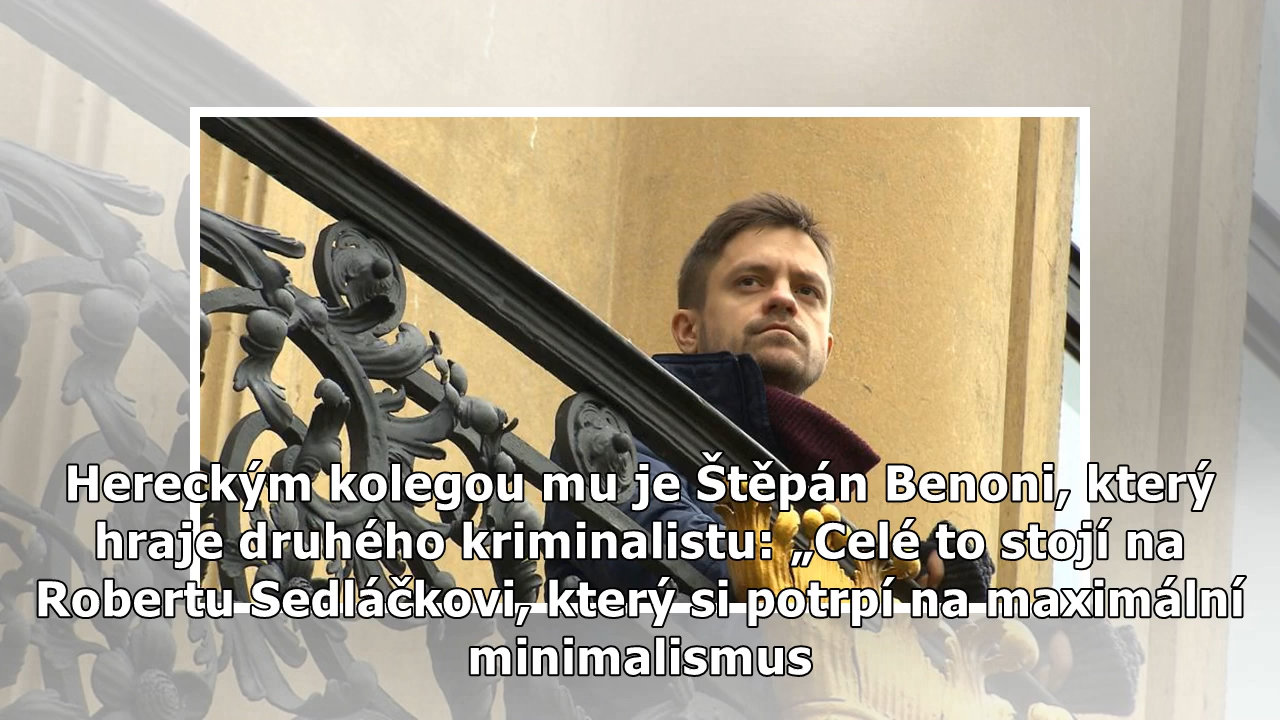 Hereckým kolegou mu je Štěpán Benoni, který
hraje druhého kriminalistu: „Celé to stojí na
Robertu Sedláčkovi, který si potrpí na maximální
minimalismus